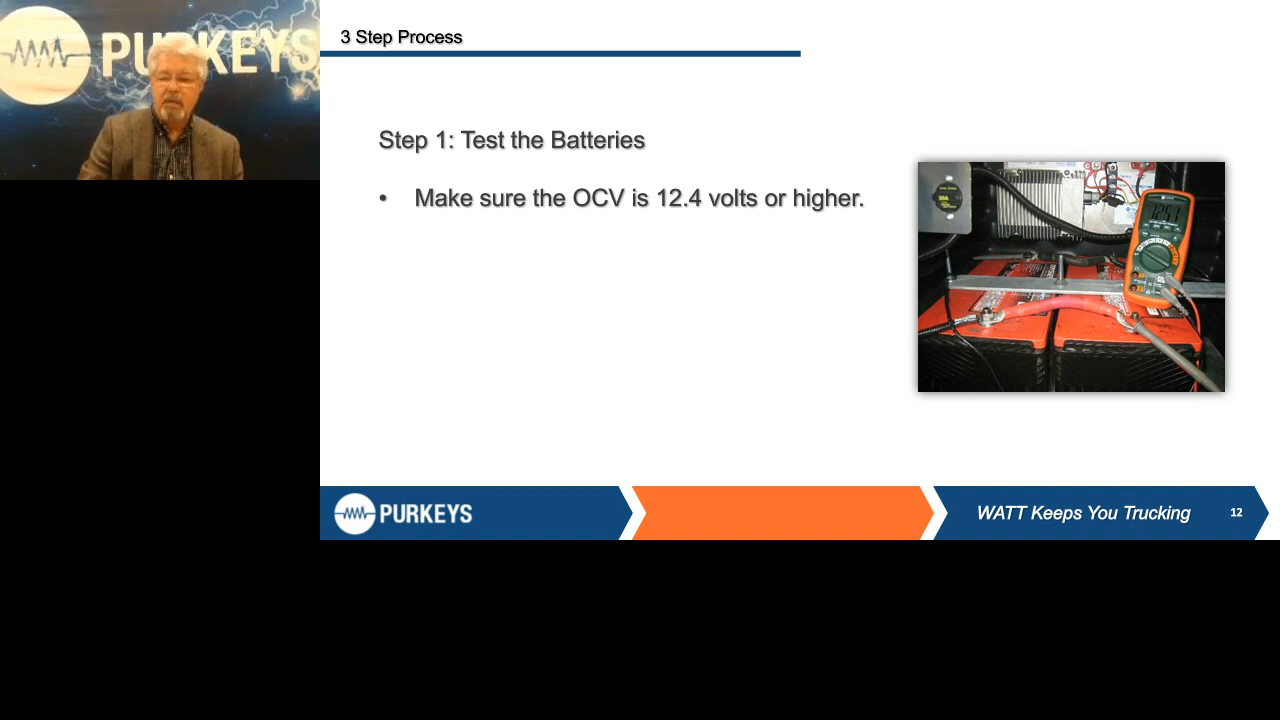 PURKEYS
3 Step Process
Step 1: Test the Batteries
• Make sure the OCV is 12.4 volts or higher.
30A
PURKEYS
WATT Keeps You Trucking
12